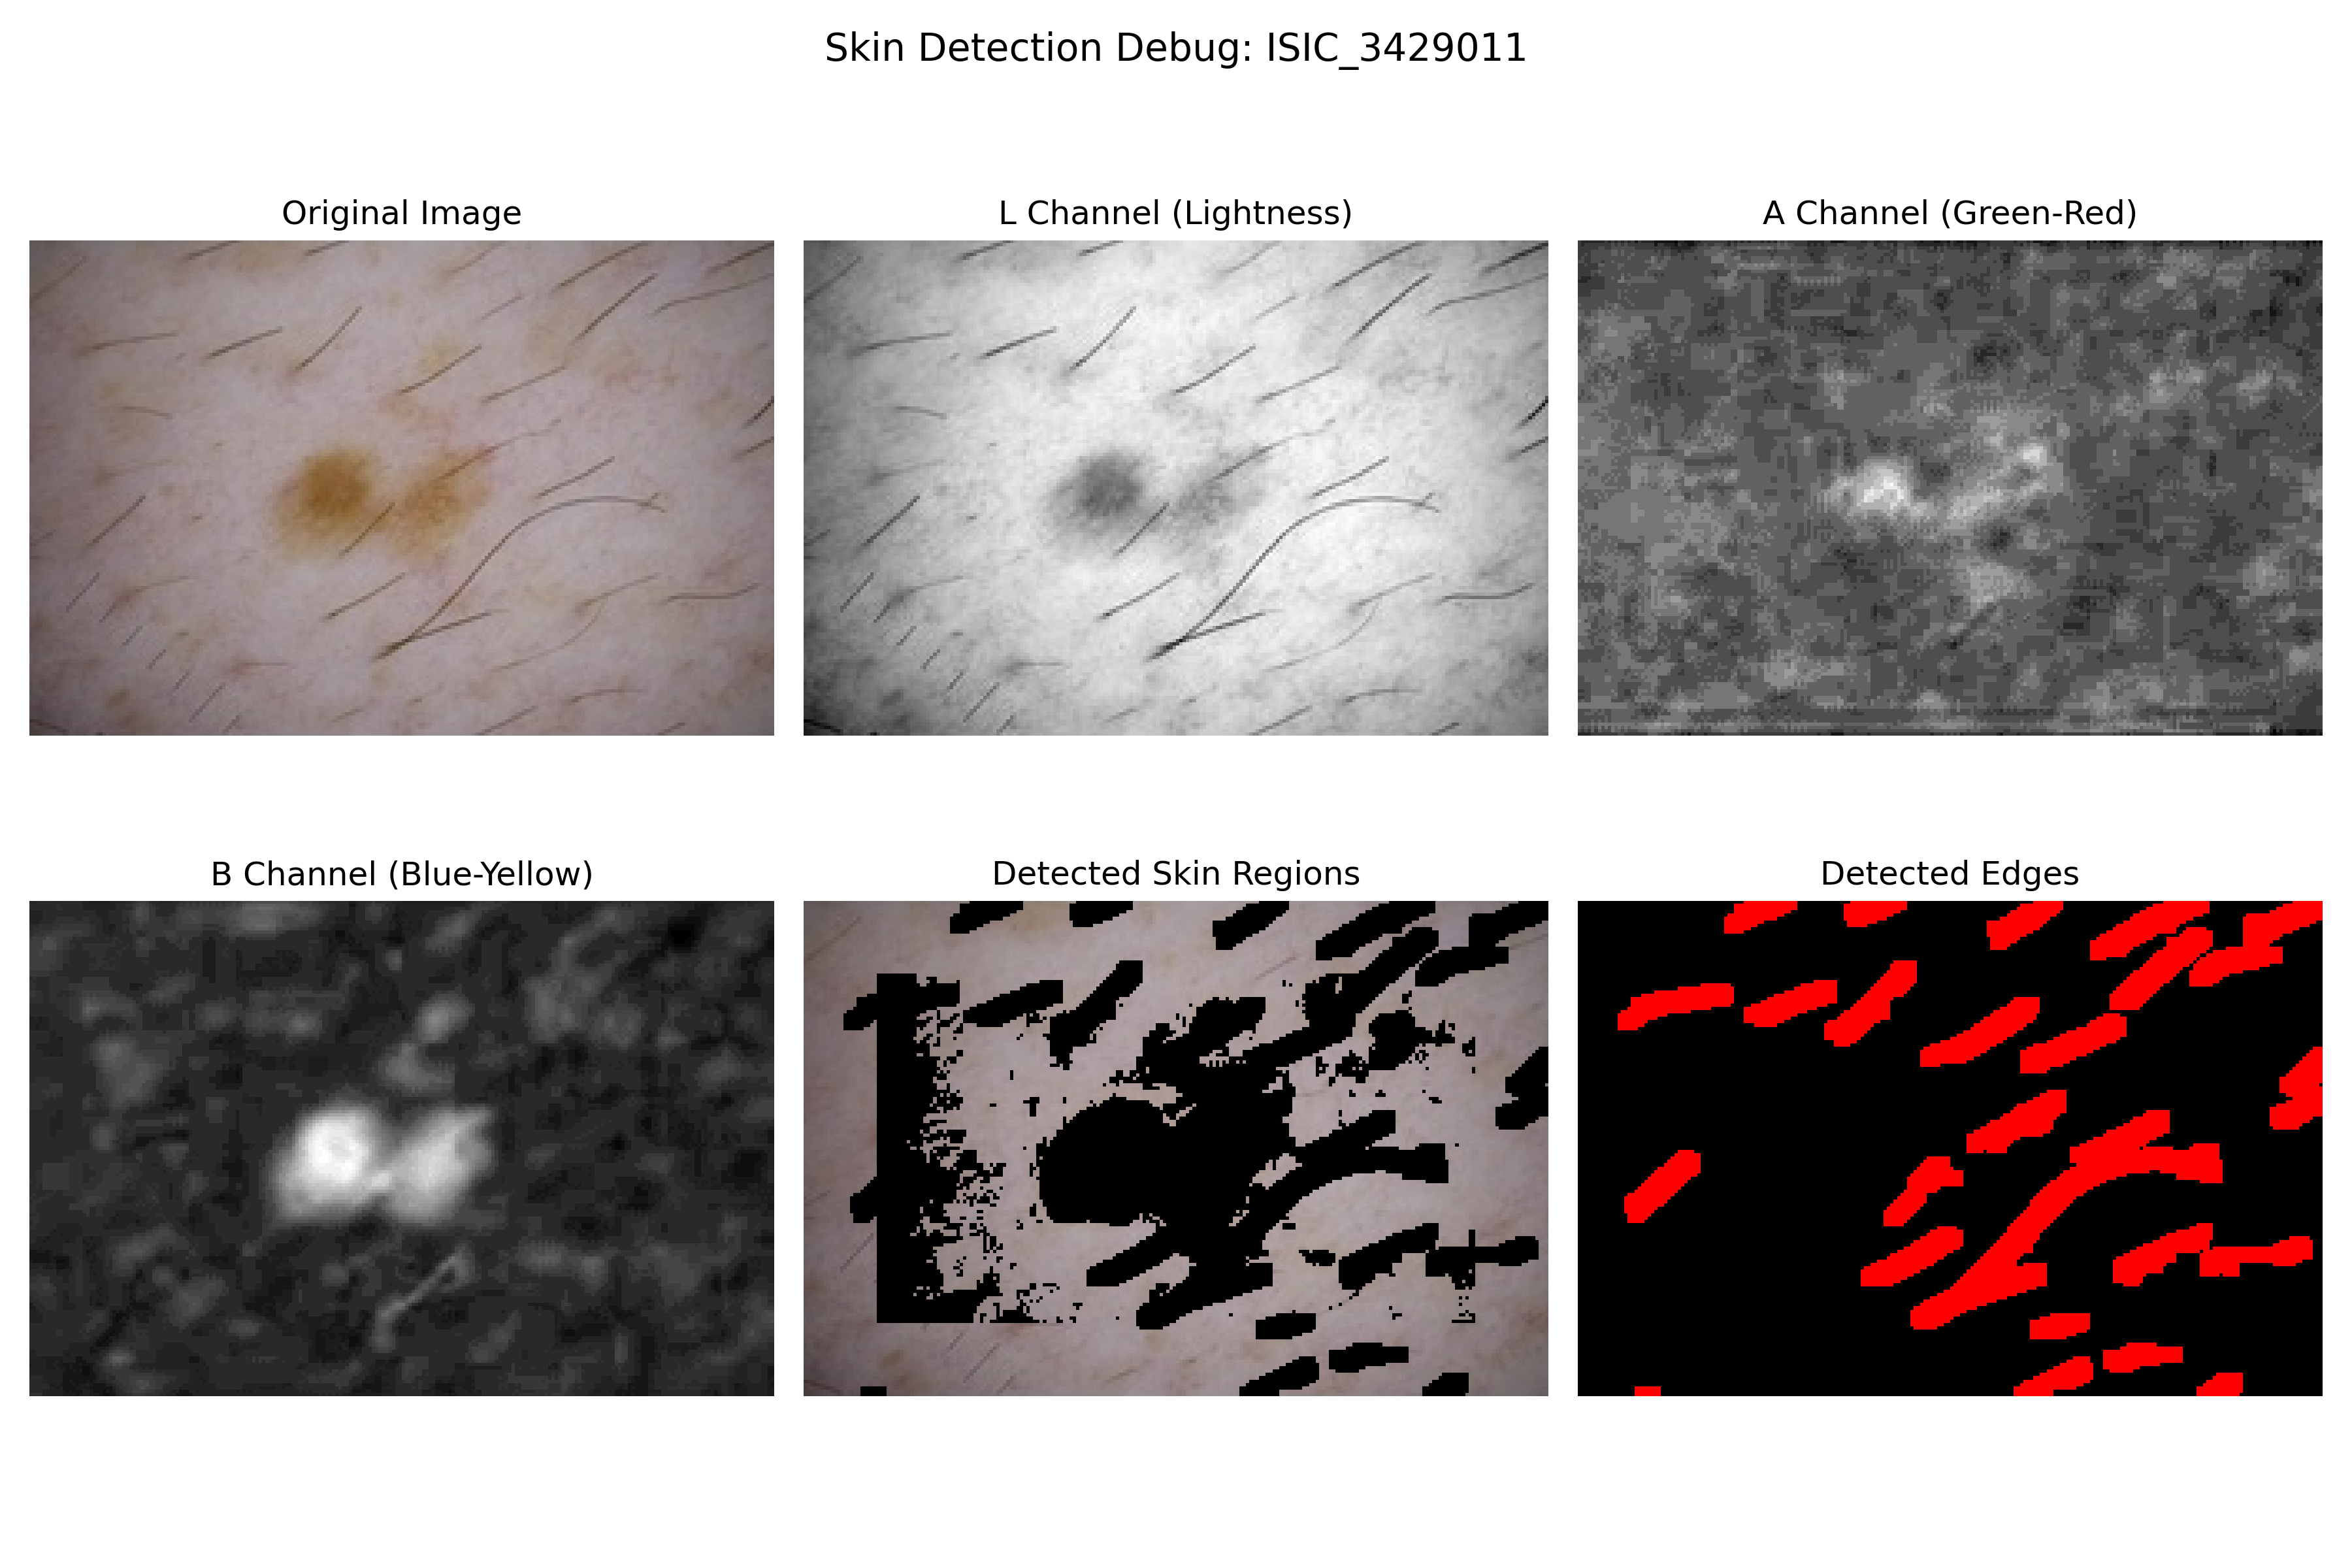 Skin Detection Debug: ISIC_3429011
Original Image
L Channel (Lightness)
A Channel (Green-Red)
B Channel (Blue-Yellow)
Detected Skin Regions
Detected Edges